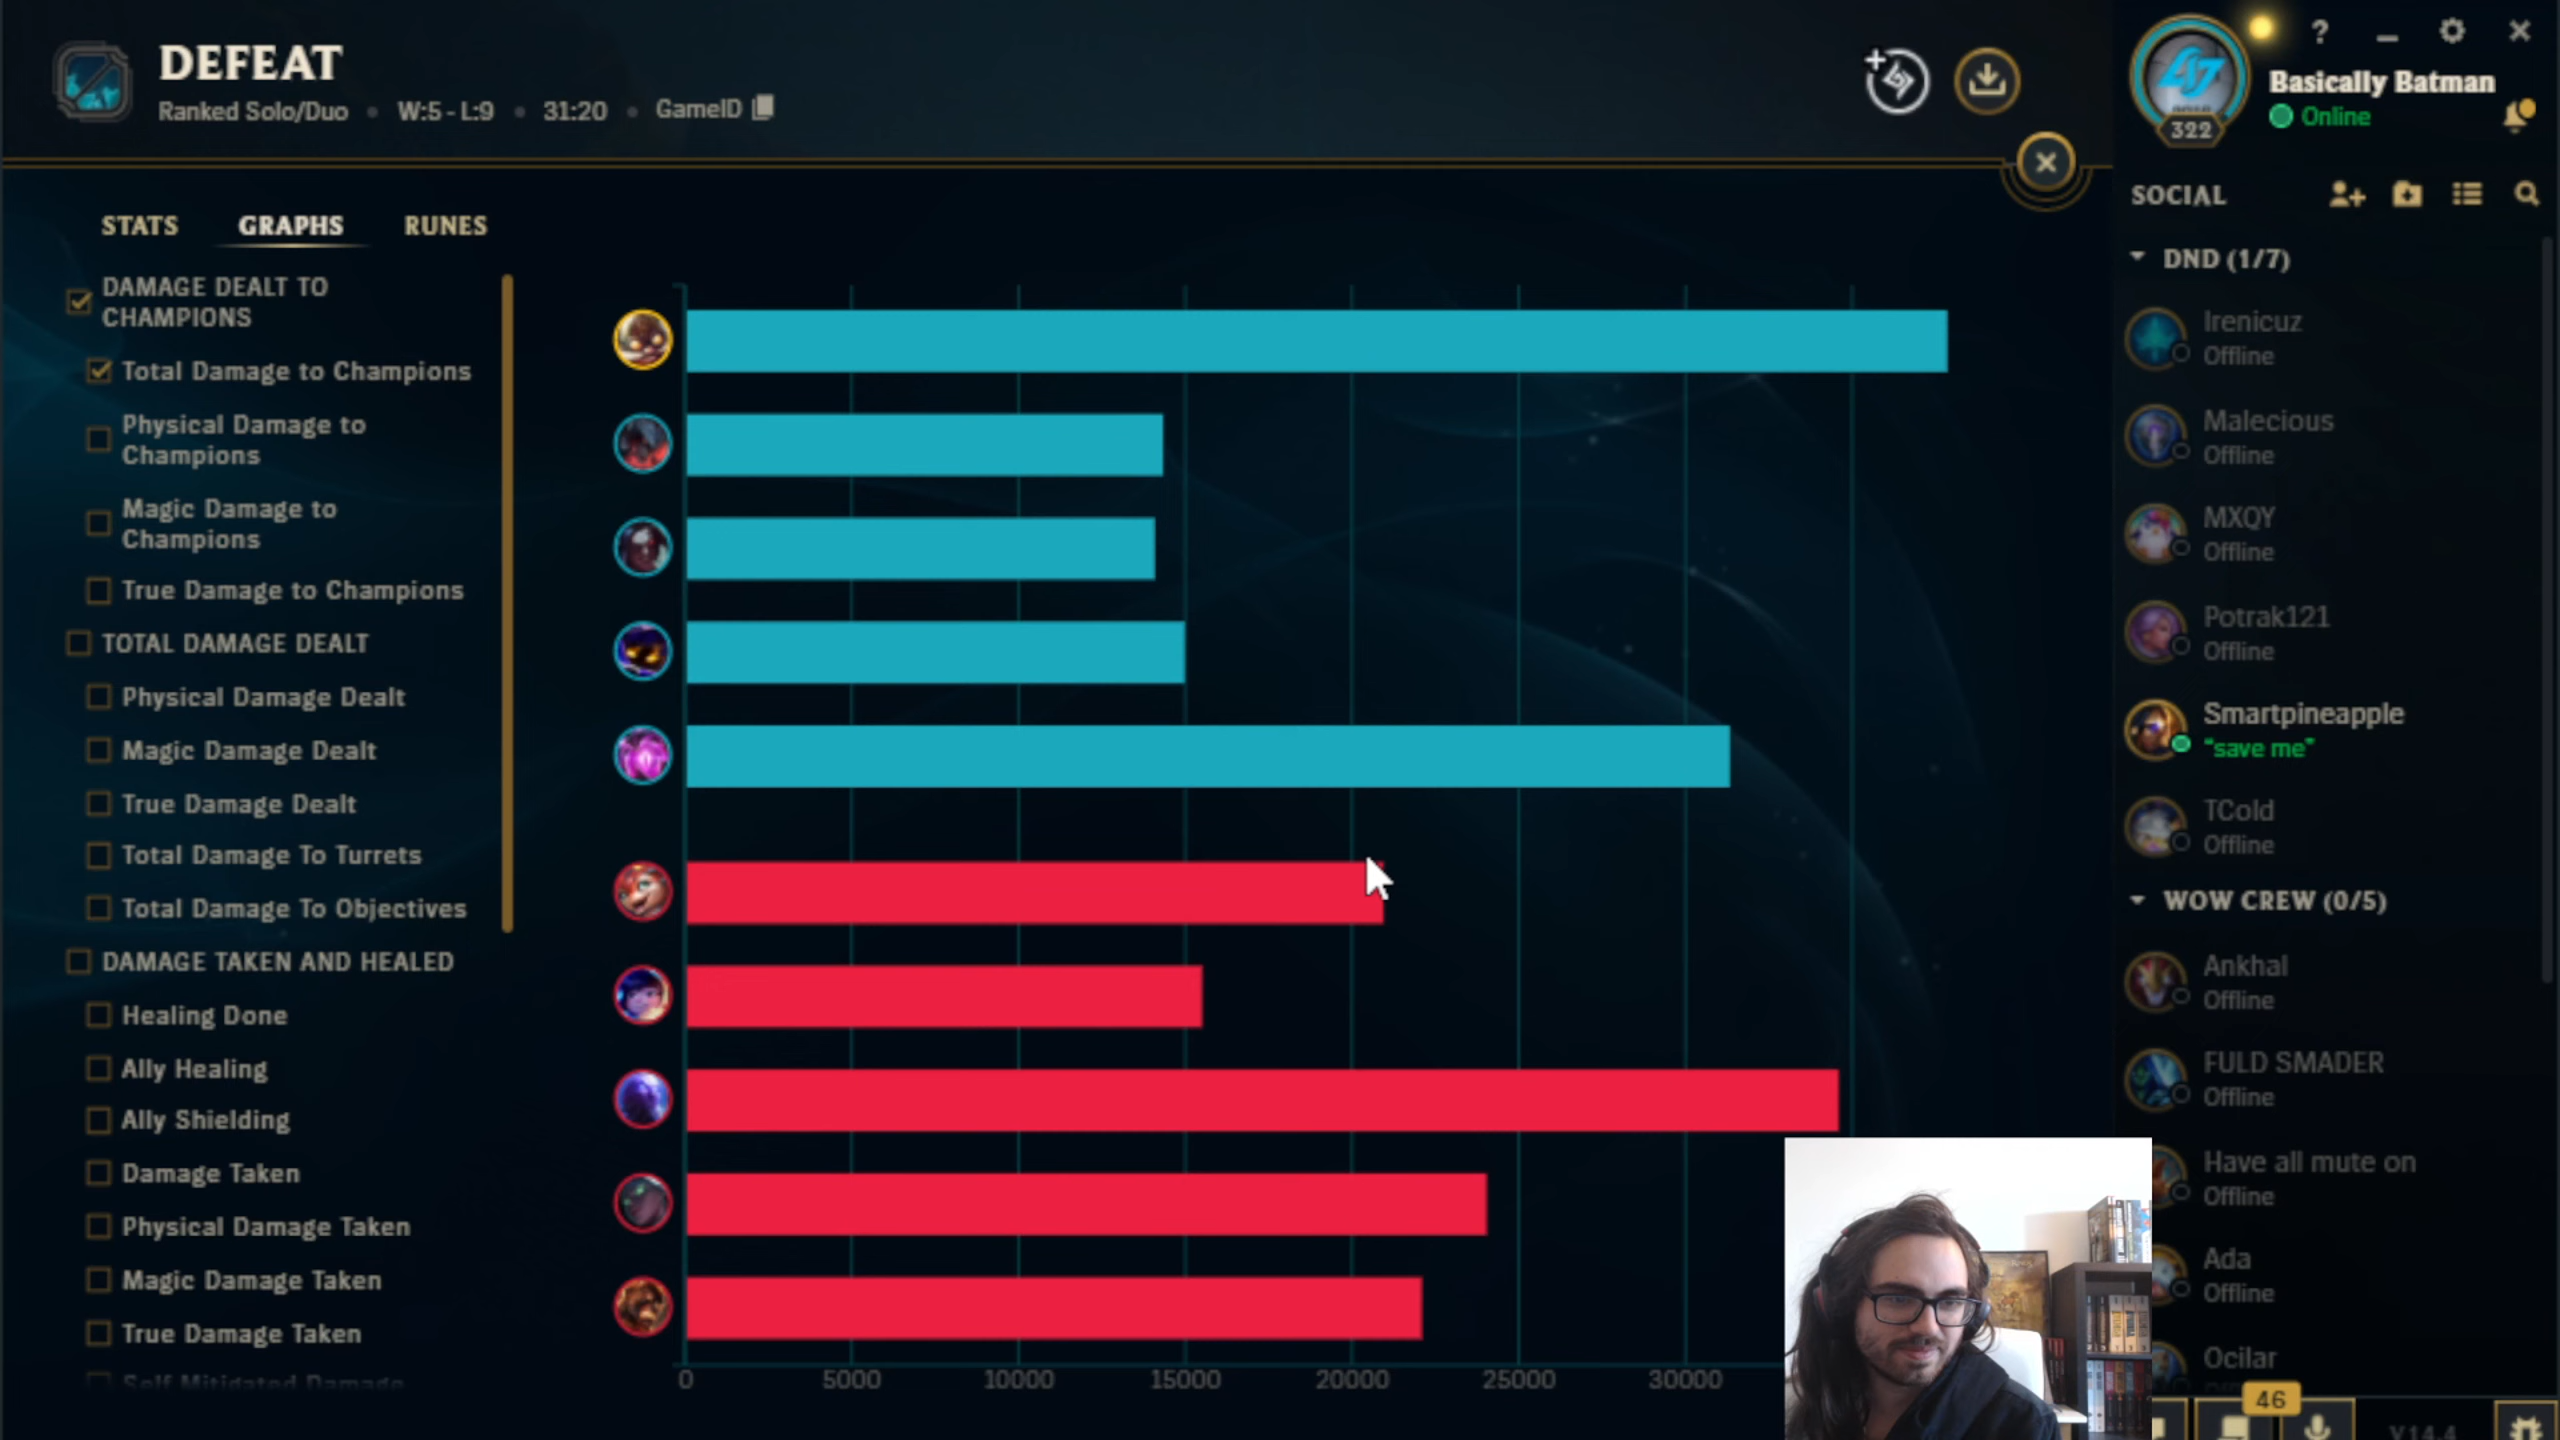 DEFEAT
Ranked Solo/Duo • W:5 - L:9 • 31:20 • GameID
STATS GRAPHS RUNES
DAMAGE DEALT TO
CHAMPIONS
Total Damage to Champions
Physical Damage to
Champions
Magic Damage to
Champions
True Damage to Champions
TOTAL DAMAGE DEALT
Physical Damage Dealt
Magic Damage Dealt
True Damage Dealt
Total Damage To Turrets
Total Damage To Objectives
DAMAGE TAKEN AND HEALED
Healing Done
Ally Healing
Ally Shielding
Damage Taken
Physical Damage Taken
Magic Damage Taken
True Damage Taken
Self Mitigated Damage
0 5000 10000 15000 20000 25000 30000
?
Basically Batman
Online
322
SOCIAL
DND (1/7)
Irenicuz
Offline
Malecious
Offline
MXQY
Offline
Potrak121
Offline
Smartpineapple
"save me"
TCold
Offline
WOW CREW (0/5)
Ankhal
Offline
FULD SMADER
Offline
Have all mute on
Offline
Ada
Offline
Ocilar
46
V14.4